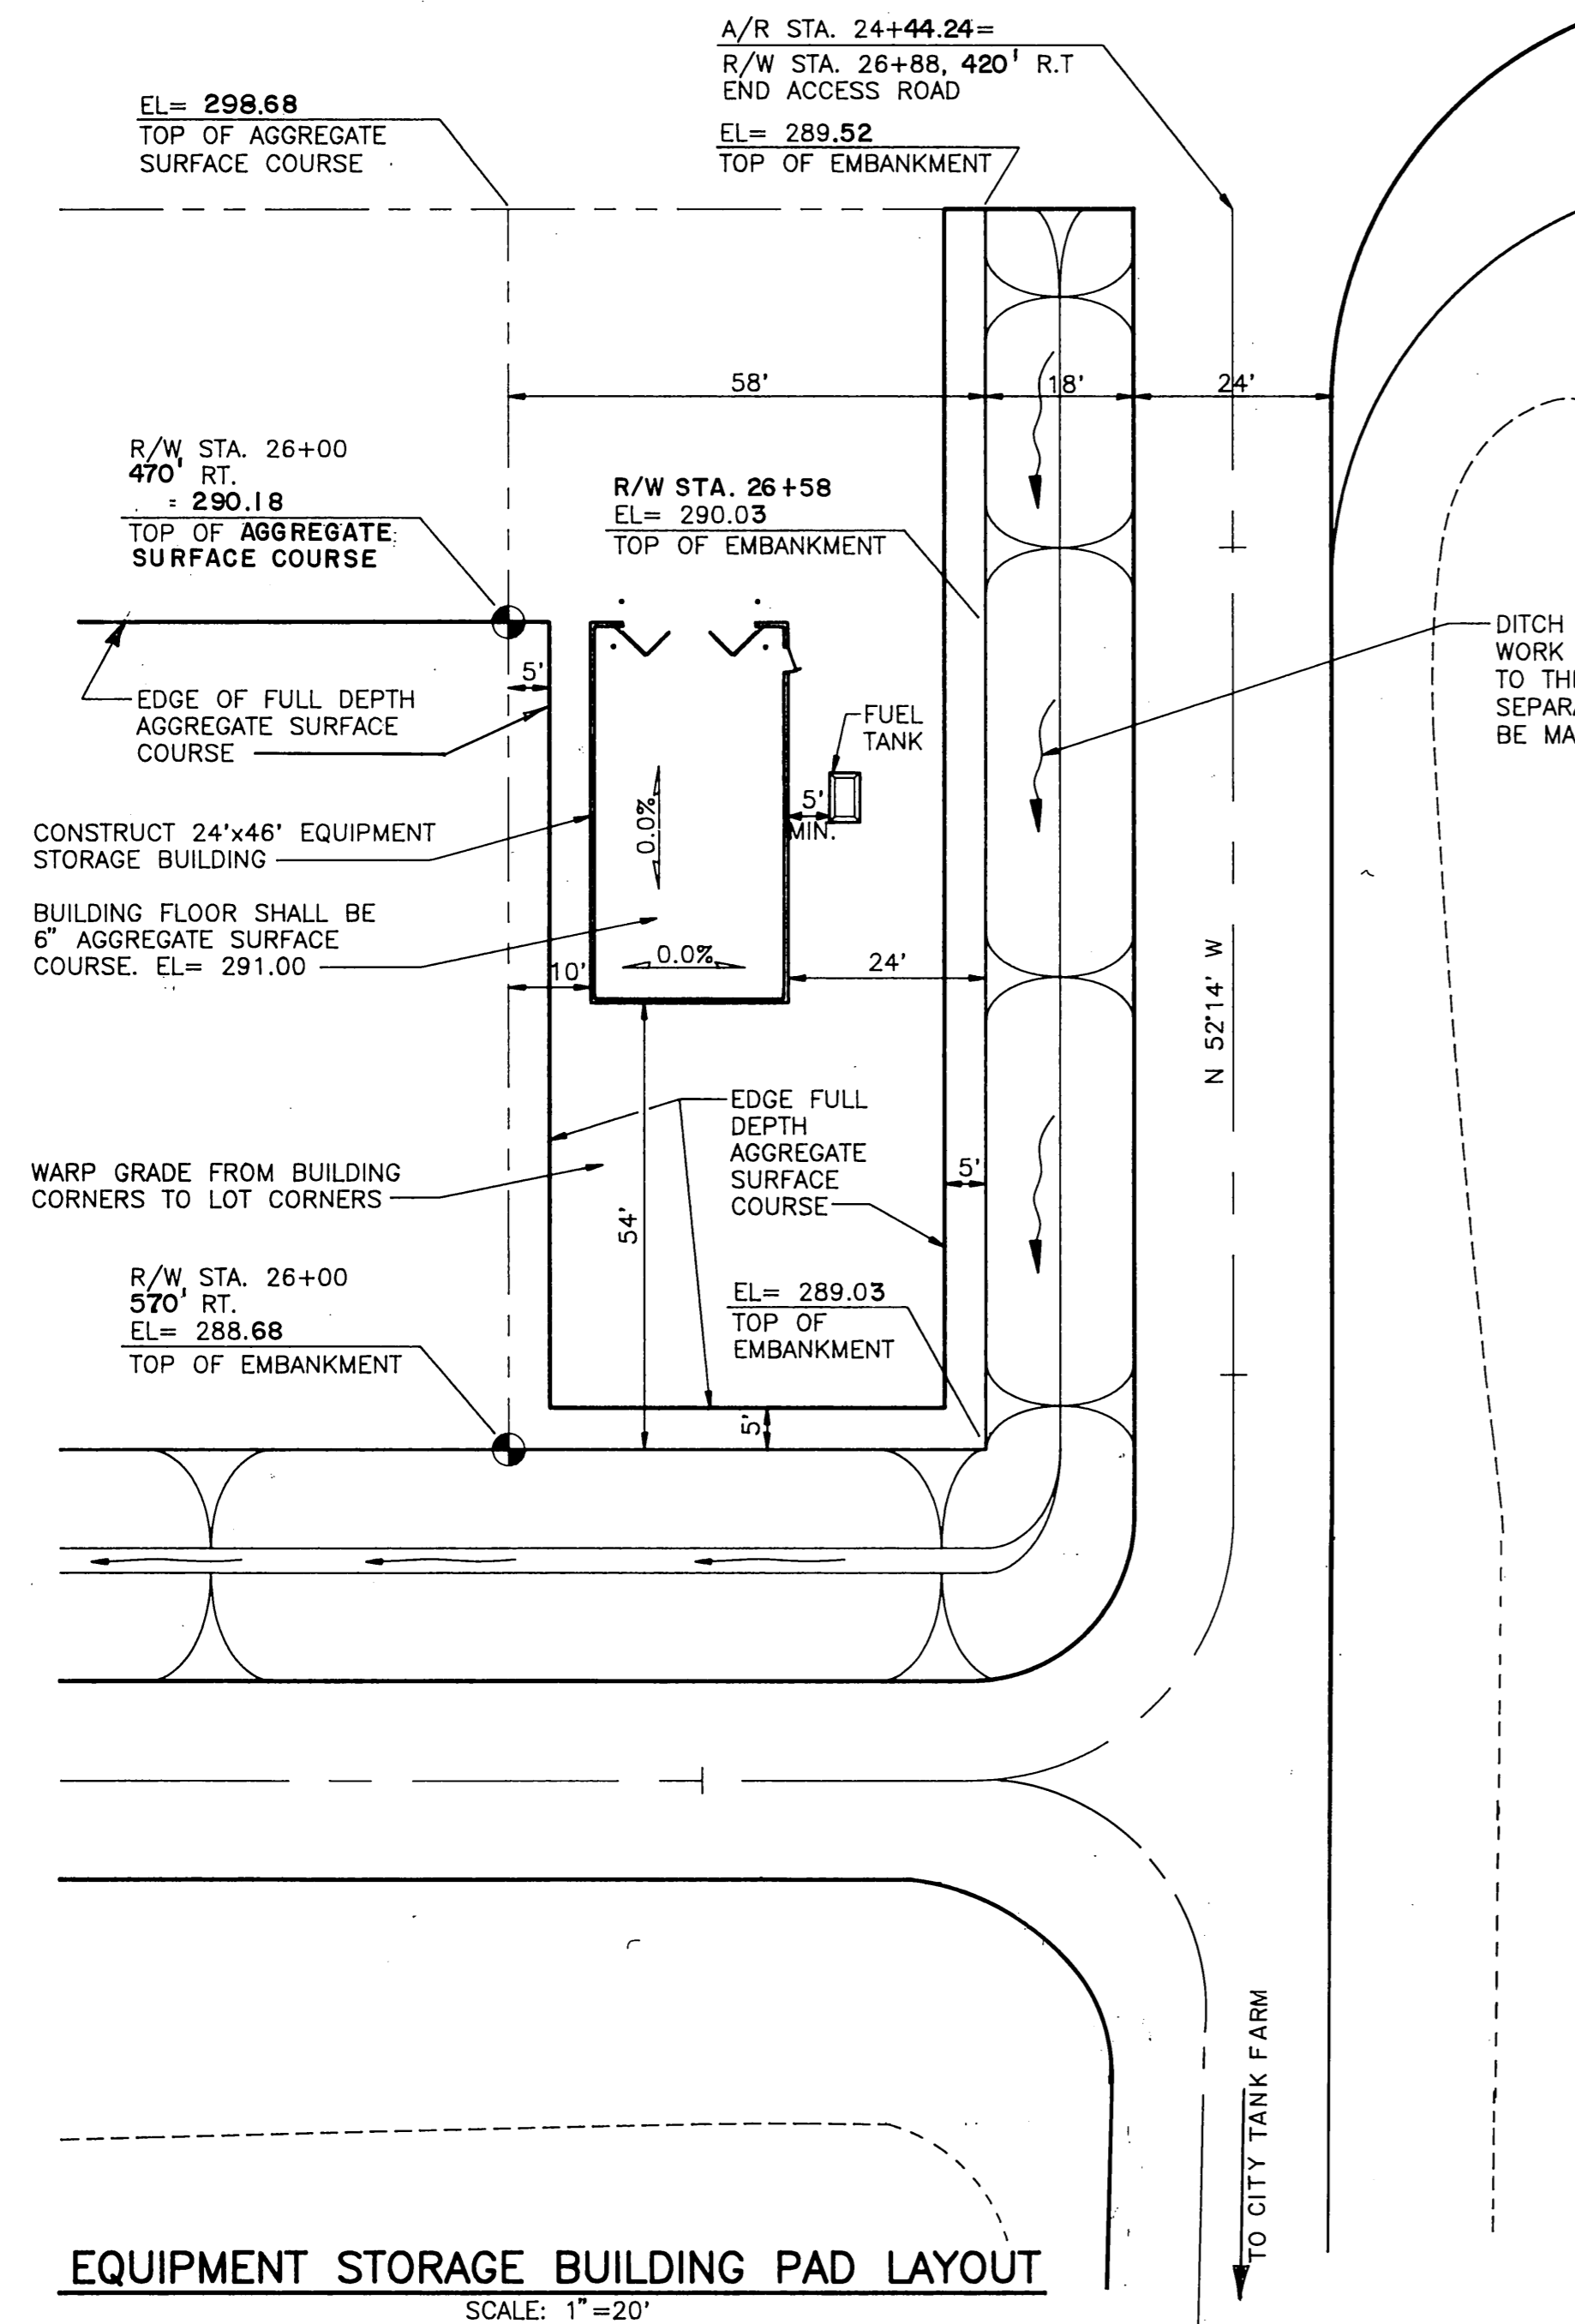 A/R STA. 24+44.24=
R/W STA. 26+88, 420' R.T
END ACCESS ROAD
EL= 289.52
TOP OF EMBANKMENT
EL= 298.68
TOP OF AGGREGATE
SURFACE COURSE
58'
18'
24'
R/W STA. 26+00
470' RT.
= 290.18
TOP OF AGGREGATE
SURFACE COURSE
R/W STA. 26+58
EL= 290.03
TOP OF EMBANKMENT
DITCH
WORK
TO TH
SEPAR
BE MA
5'
EDGE OF FULL DEPTH
AGGREGATE SURFACE
COURSE
FUEL
TANK
5'
MIN.
0.0%
CONSTRUCT 24'x46' EQUIPMENT
STORAGE BUILDING
BUILDING FLOOR SHALL BE
6" AGGREGATE SURFACE
COURSE. EL= 291.00
0.0%
10'
24'
N 52°14' W
EDGE FULL
DEPTH
AGGREGATE
SURFACE
COURSE
5'
WARP GRADE FROM BUILDING
CORNERS TO LOT CORNERS
54'
R/W STA. 26+00
570' RT.
EL= 288.68
TOP OF EMBANKMENT
EL= 289.03
TOP OF
EMBANKMENT
5'
TO CITY TANK FARM
EQUIPMENT STORAGE BUILDING PAD LAYOUT
SCALE: 1"=20'